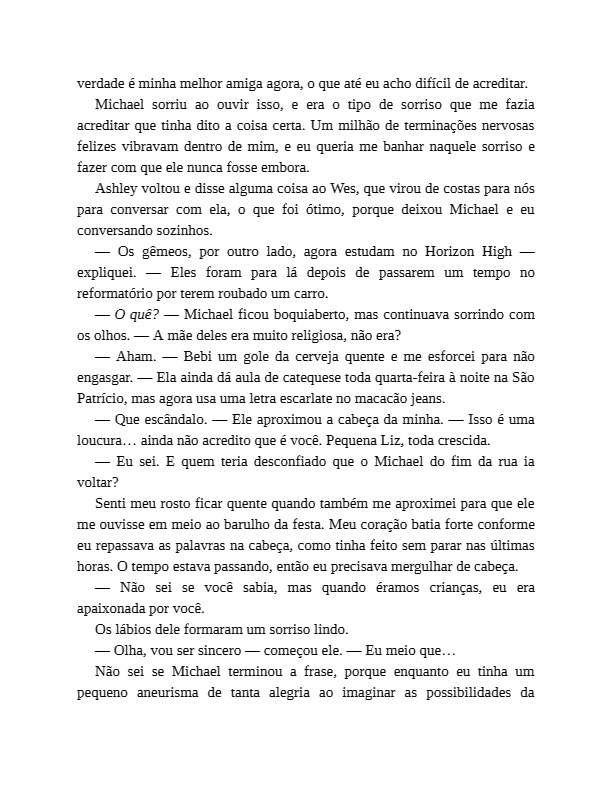 verdade é minha melhor amiga agora, o que até eu acho difícil de acreditar.
Michael sorriu ao ouvir isso, e era o tipo de sorriso que me fazia
acreditar que tinha dito a coisa certa. Um milhão de terminações nervosas
felizes vibravam dentro de mim, e eu queria me banhar naquele sorriso e
fazer com que ele nunca fosse embora.
Ashley voltou e disse alguma coisa ao Wes, que virou de costas para nós
para conversar com ela, o que foi ótimo, porque deixou Michael e eu
conversando sozinhos.
— Os gêmeos, por outro lado, agora estudam no Horizon High —
expliquei. — Eles foram para lá depois de passarem um tempo no
reformatório por terem roubado um carro.
— O quê? — Michael ficou boquiaberto, mas continuava sorrindo com
os olhos. — A mãe deles era muito religiosa, não era?
— Aham. — Bebi um gole da cerveja quente e me esforcei para não
engasgar. — Ela ainda dá aula de catequese toda quarta-feira à noite na São
Patrício, mas agora usa uma letra escarlate no macacão jeans.
— Que escândalo. — Ele aproximou a cabeça da minha. — Isso é uma
loucura… ainda não acredito que é você. Pequena Liz, toda crescida.
— Eu sei. E quem teria desconfiado que o Michael do fim da rua ia
voltar?
Senti meu rosto ficar quente quando também me aproximei para que ele
me ouvisse em meio ao barulho da festa. Meu coração batia forte conforme
eu repassava as palavras na cabeça, como tinha feito sem parar nas últimas
horas. O tempo estava passando, então eu precisava mergulhar de cabeça.
— Não sei se você sabia, mas quando éramos crianças, eu era
apaixonada por você.
Os lábios dele formaram um sorriso lindo.
— Olha, vou ser sincero — começou ele. — Eu meio que…
Não sei se Michael terminou a frase, porque enquanto eu tinha um
pequeno aneurisma de tanta alegria ao imaginar as possibilidades da